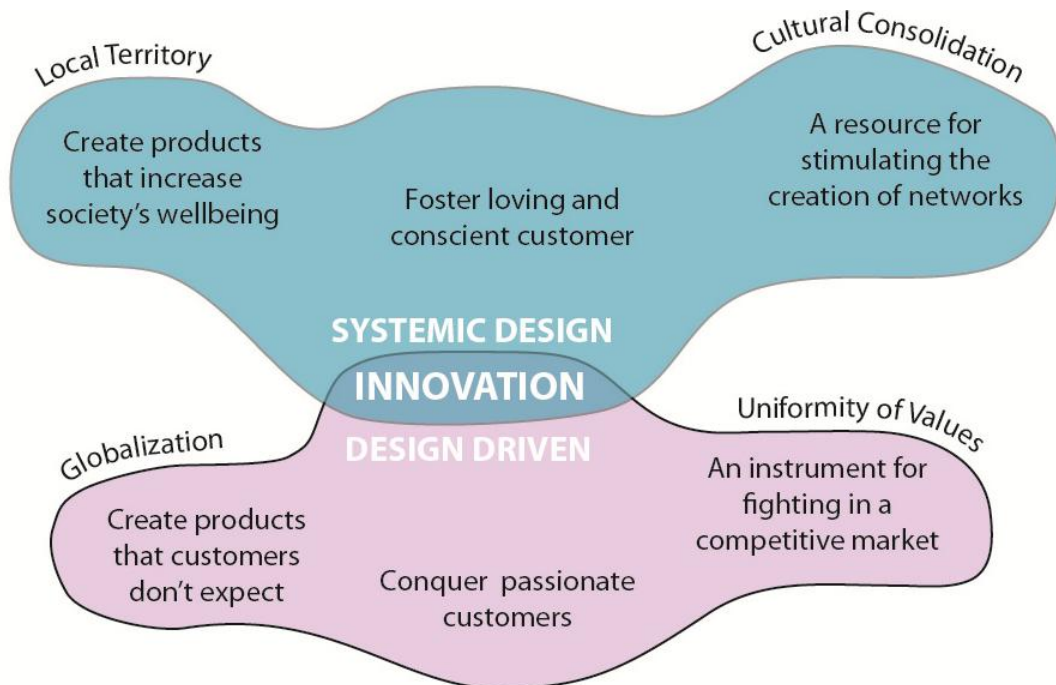 Local Territory
Cultural Consolidation
Create products
that increase
society's wellbeing
Foster loving and
conscient customer
A resource for
stimulating the
creation of networks
SYSTEMIC DESIGN
INNOVATION
DESIGN DRIVEN
Globalization
Uniformity of Values
Create products
that customers
don't expect
Conquer passionate
customers
An instrument for
fighting in a
competitive market